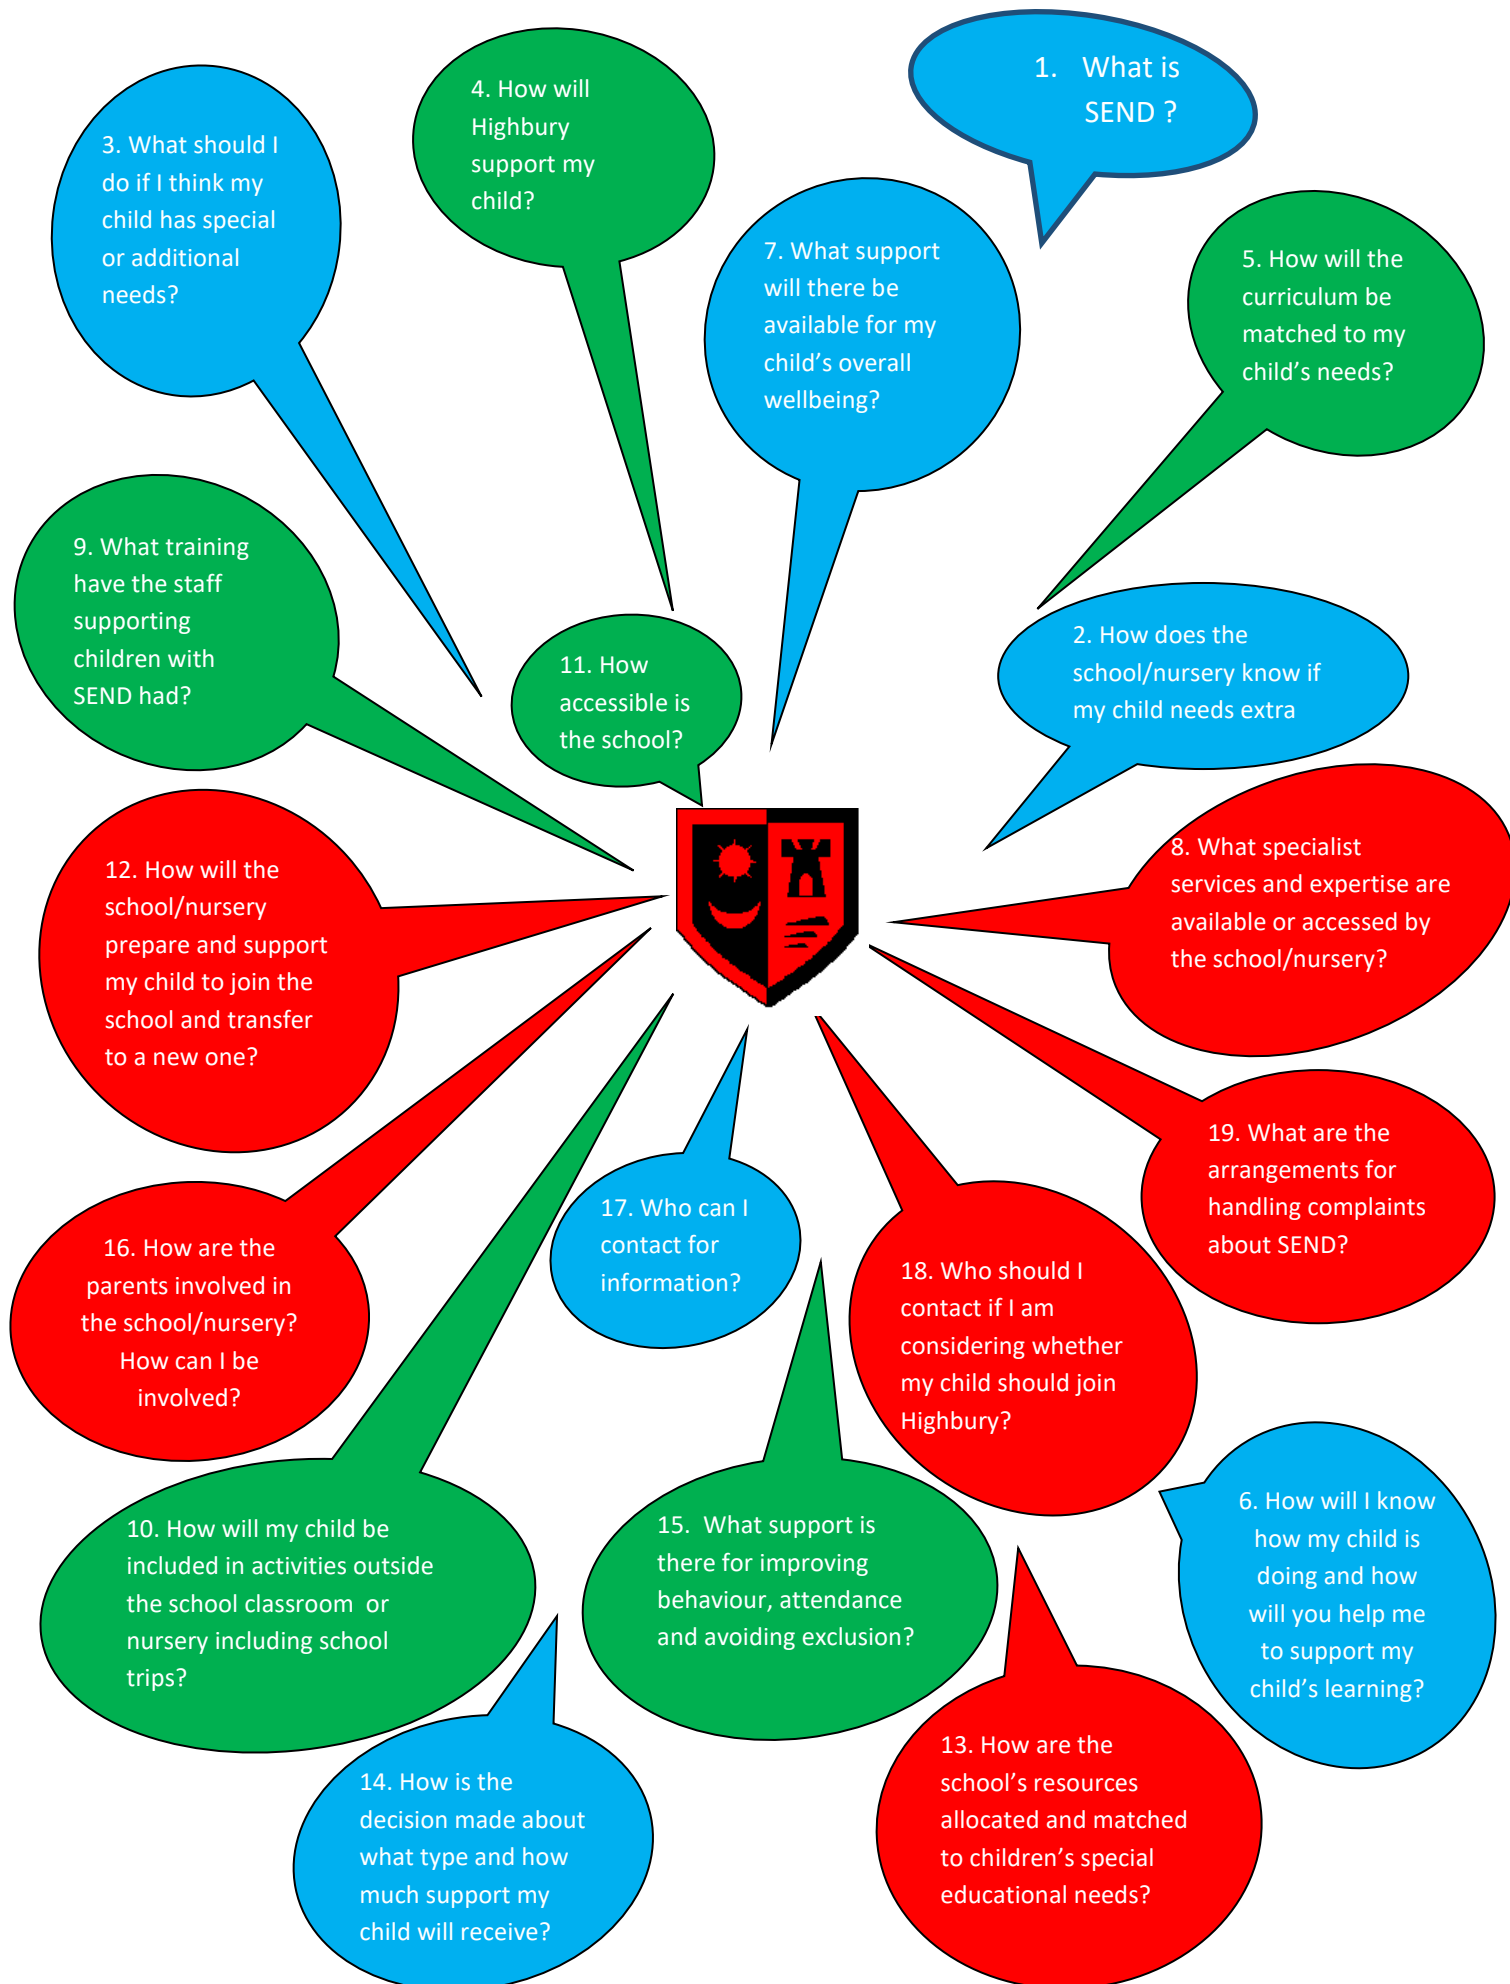 1. What is
SEND ?
4. How will
Highbury
support my
child?
3. What should I
do if I think my
child has special
or additional
needs?
7. What support
will there be
available for my
child’s overall
wellbeing?
5. How will the
curriculum be
matched to my
child’s needs?
9. What training
have the staff
supporting
children with
SEND had?
11. How
accessible is
the school?
2. How does the
school/nursery know if
my child needs extra
12. How will the
school/nursery
prepare and support
my child to join the
school and transfer
to a new one?
8. What specialist
services and expertise are
available or accessed by
the school/nursery?
19. What are the
arrangements for
handling complaints
about SEND?
16. How are the
parents involved in
the school/nursery?
How can I be
involved?
17. Who can I
contact for
information?
18. Who should I
contact if I am
considering whether
my child should join
Highbury?
10. How will my child be
included in activities outside
the school classroom or
nursery including school
trips?
15. What support is
there for improving
behaviour, attendance
and avoiding exclusion?
6. How will I know
how my child is
doing and how
will you help me
to support my
child’s learning?
14. How is the
decision made about
what type and how
much support my
child will receive?
13. How are the
school’s resources
allocated and matched
to children’s special
educational needs?